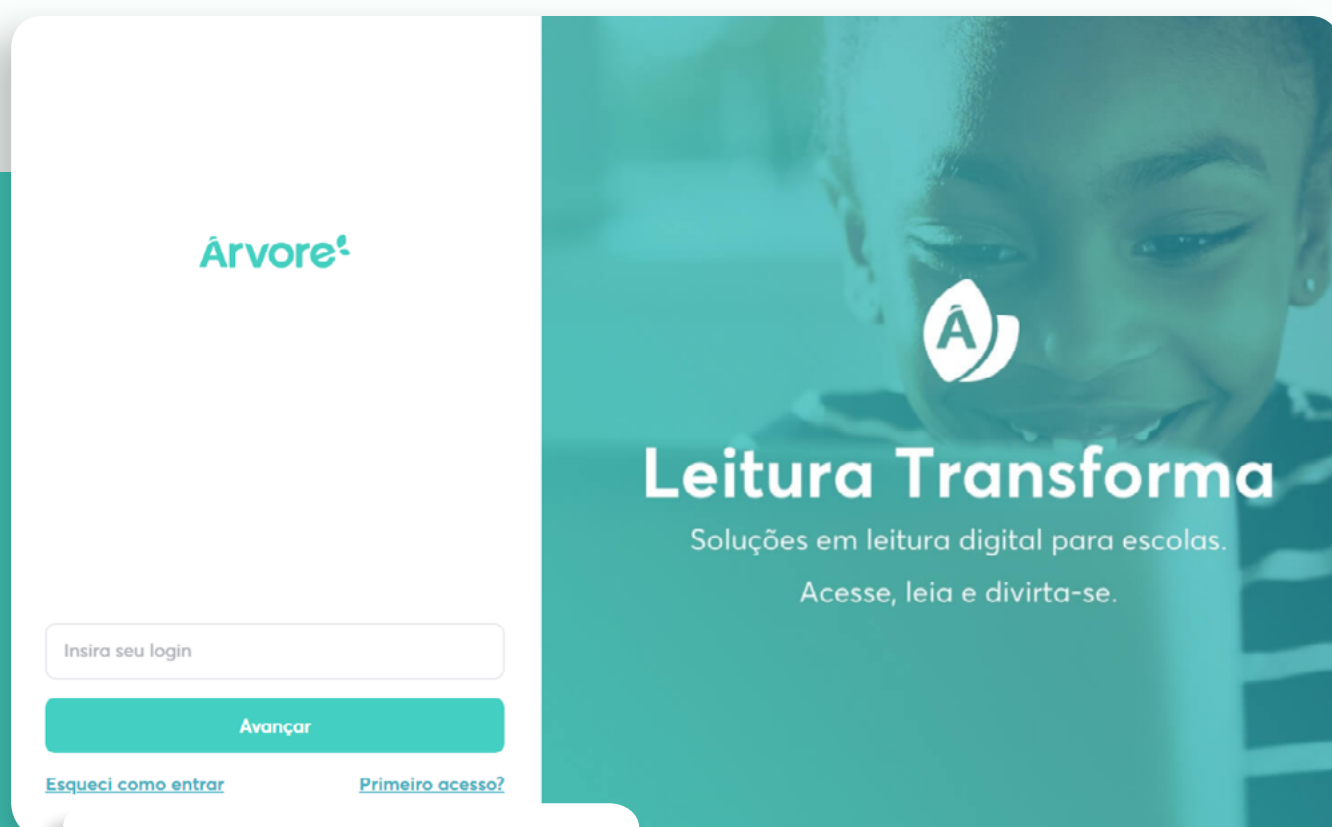 Árvore
Insira seu login
Avançar
Esqueci como entrar
Primeiro acesso?
Â
Leitura Transforma
Soluções em leitura digital para escolas.
Acesse, leia e divirta-se.